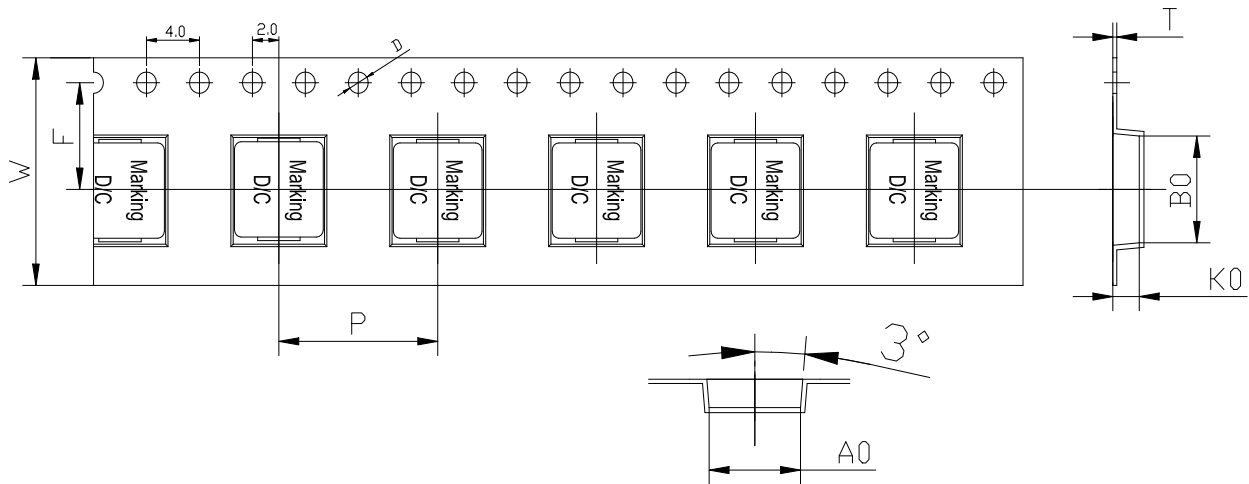 4.0
2.0
D
T
F
W
Marking
D/C
Marking
D/C
Marking
D/C
Marking
D/C
Marking
D/C
Marking
D/C
B0
K0
P
3°
A0